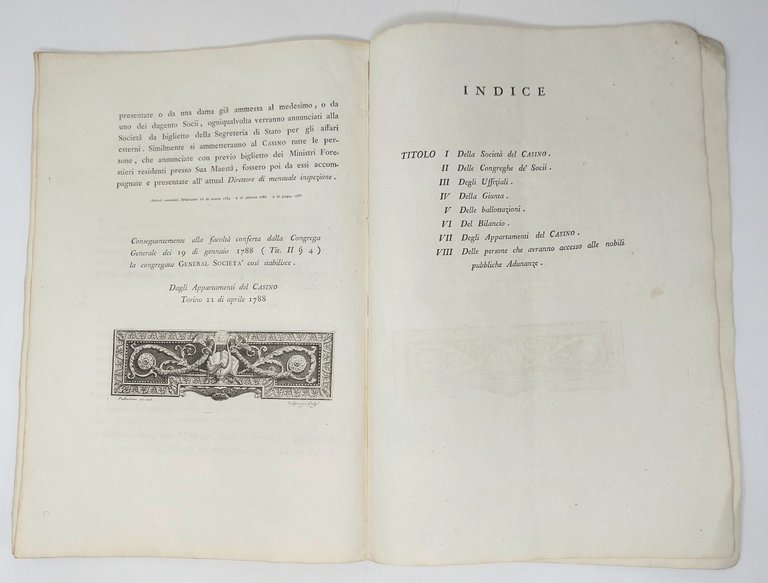 presentate o da una dama già ammessa al medesimo, o da
uno dei dugento Socii, ogniqualvolta verranno annunciati alla
Società da biglietto della Segreteria di Stato per gli affari
esterni. Similmente si ammetteranno al CASINO tutte le per-
sone, che annunciate con previo biglietto dei Ministri Fore-
stieri residenti presso Sua Maestà, fossero poi da essi accom-
pagnate e presentate all' attual Direttore di mensuale inspezione.
Conseguentemente alla facoltà conferta dalla Congrega
Generale dei 19 di gennaio 1788 ( Tit. II § 4 )
la congregata GENERAL SOCIETA' così stabilisce.
Dagli Appartamenti del CASINO
Torino 21 di aprile 1788
INDICE
TITOLO I Della Società del CASINO.
II Delle Congreghe de' Socii.
III Degli Uffiziali.
IV Della Giunta.
V Delle ballottazioni.
VI Del Bilancio.
VII Degli Appartamenti del CASINO.
VIII Delle persone che avranno accesso alle nobili
pubbliche Adunanze.